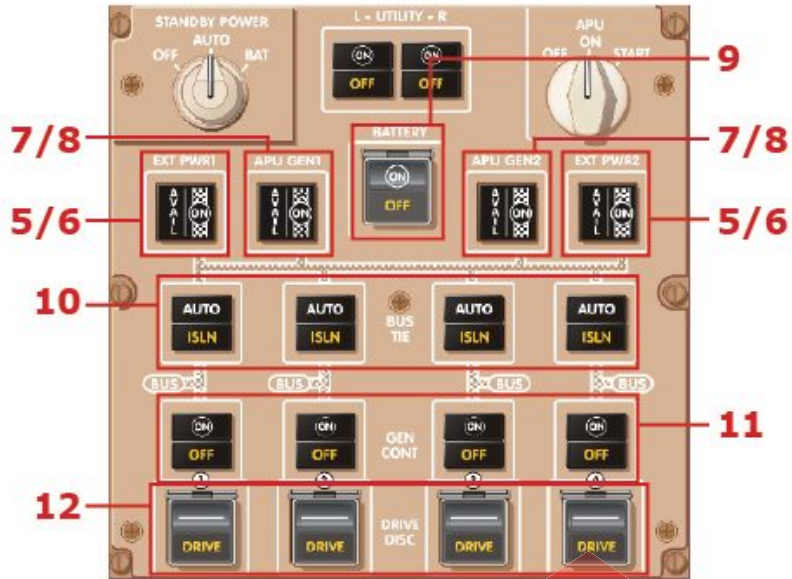 STANDBY POWER
OFF AUTO BAT
L - UTILITY - R
ON ON
OFF OFF
APU
OFF ON START
9
BATTERY
ON
OFF
7/8
7/8
EXT PWR1 APU GEN1 APU GEN2 EXT PWR2
AVAIL ON AVAIL ON AVAIL ON AVAIL ON
5/6
5/6
10
AUTO AUTO AUTO AUTO
ISLN ISLN ISLN ISLN
BUS TIE
BUS BUS BUS BUS
11
ON ON ON ON
OFF OFF OFF OFF
GEN CONT
1 2 3 4
12
DRIVE DRIVE DRIVE DRIVE
DRIVE DISC